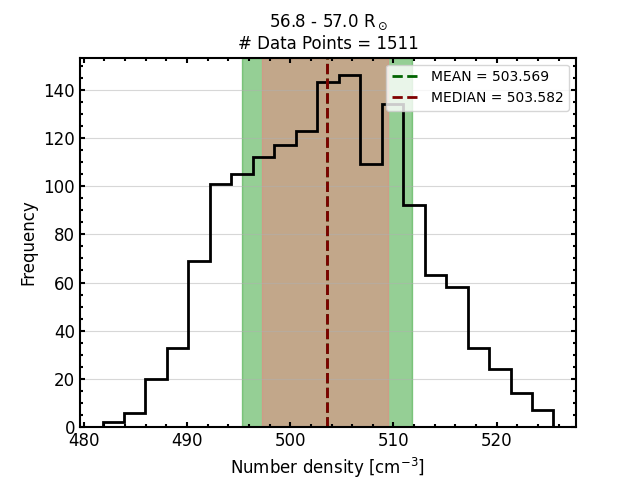 56.8 - 57.0 R⊙
# Data Points = 1511
MEAN = 503.569
MEDIAN = 503.582
Frequency
140
120
100
80
60
40
20
0
480 490 500 510 520
Number density [cm⁻³]